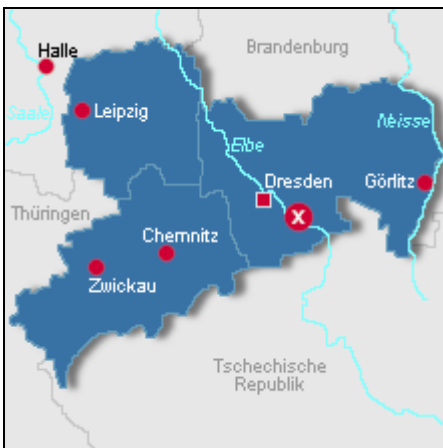 Halle
Brandenburg
Saale
Leipzig
Neisse
Elbe
Dresden
Görlitz
Thüringen
X
Chemnitz
Zwickau
Tschechische
Republik